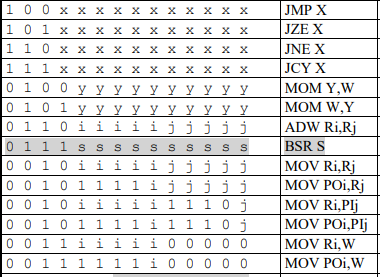 1 0 0 x x x x x x x x x x x JMP X
1 0 1 x x x x x x x x x x x JZE X
1 1 0 x x x x x x x x x x x JNE X
1 1 1 x x x x x x x x x x x JCY X
0 1 0 0 y y y y y y y y y y MOM Y,W
0 1 0 1 y y y y y y y y y y MOM W,Y
0 1 1 0 i i i i i j j j j j ADW Ri,Rj
0 1 1 1 s s s s s s s s s s BSR S
0 0 1 0 i i i i i j j j j j MOV Ri,Rj
0 0 1 0 1 1 1 1 i j j j j j MOV POi,Rj
0 0 1 0 i i i i i 1 1 1 0 j MOV Ri,PIj
0 0 1 0 1 1 1 1 i 1 1 1 0 j MOV POi,PIj
0 0 1 1 i i i i i 0 0 0 0 0 MOV Ri,W
0 0 1 1 1 1 1 1 i 0 0 0 0 0 MOV POi,W